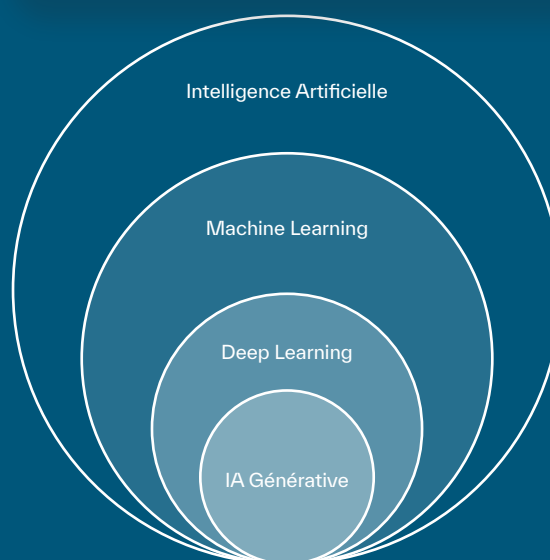 Intelligence Artificielle
Machine Learning
Deep Learning
IA Générative